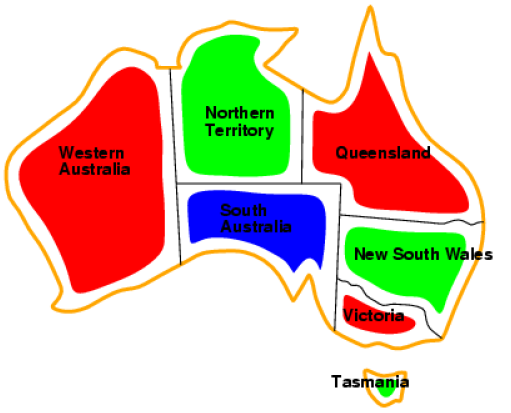 Northern
Territory
Western
Australia
Queensland
South
Australia
New South Wales
Victoria
Tasmania